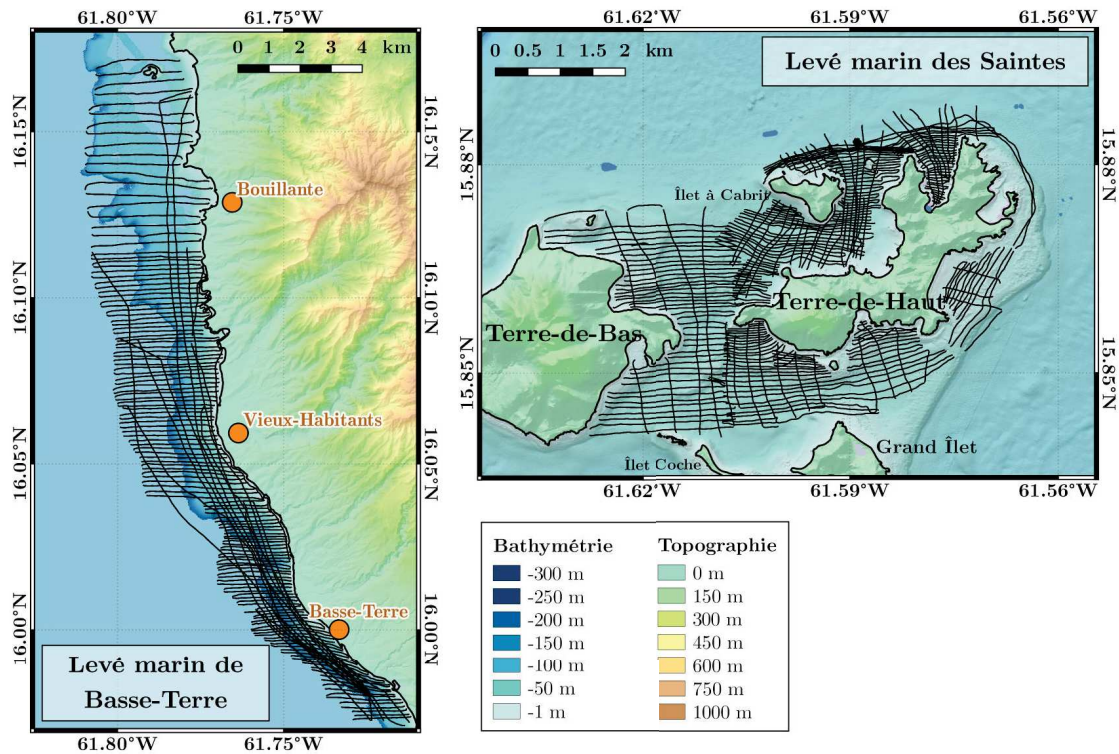 61.80°W 61.75°W
0 1 2 3 4
km
16.15°N
16.10°N
16.05°N
16.00°N
Bouillante
Vieux-Habitants
Basse-Terre
Levé marin de
Basse-Terre
61.80°W 61.75°W
61.62°W 61.59°W 61.56°W
0 0.5 1 1.5 2 km
Levé marin des Saintes
15.88°N 15.88°N
Îlet à Cabrit
Terre-de-Haut
Terre-de-Bas
15.85°N 15.85°N
Grand Îlet
Îlet Coche
61.62°W 61.59°W 61.56°W
16.15°N
16.10°N
16.05°N
16.00°N
Bathymétrie Topographie
-300 m 0 m
-250 m 150 m
-200 m 300 m
-150 m 450 m
-100 m 600 m
-50 m 750 m
-1 m 1000 m